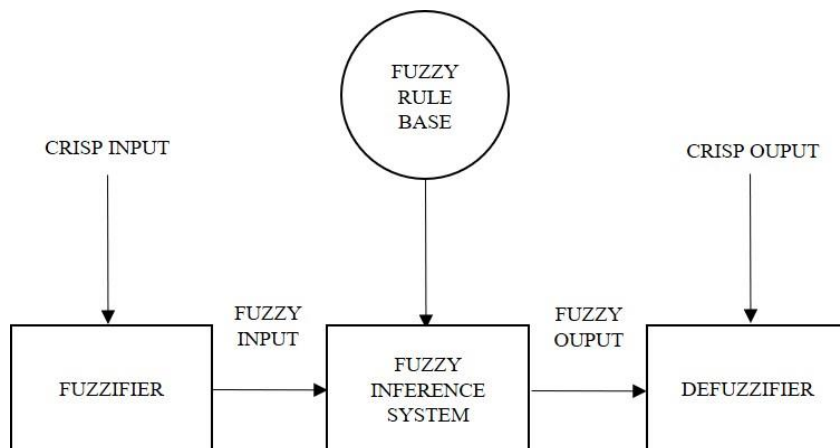 FUZZY
RULE
BASE
CRISP INPUT
CRISP OUPUT
FUZZY
INPUT
FUZZY
OUPUT
FUZZIFIER
FUZZY
INFERENCE
SYSTEM
DEFUZZIFIER